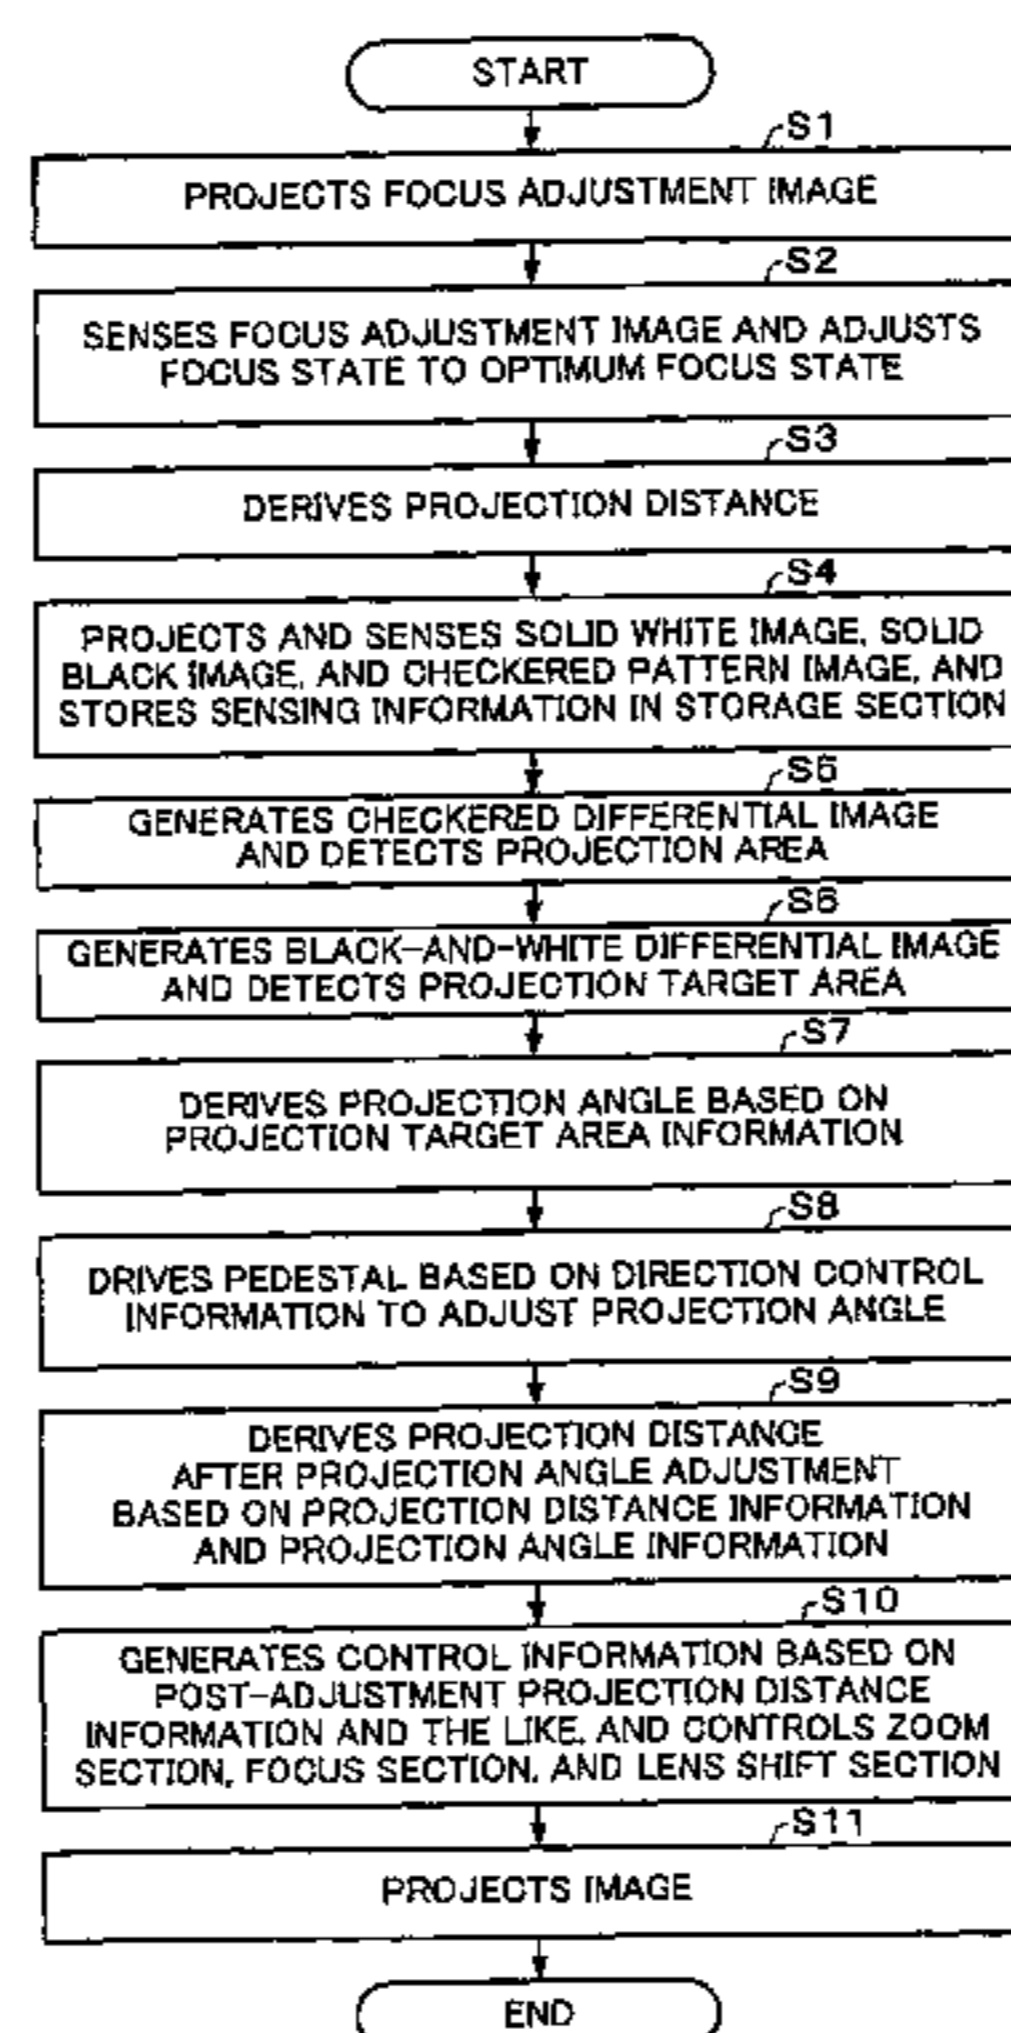 START
S1
PROJECTS FOCUS ADJUSTMENT IMAGE
S2
SENSES FOCUS ADJUSTMENT IMAGE AND ADJUSTS
FOCUS STATE TO OPTIMUM FOCUS STATE
S3
DERIVES PROJECTION DISTANCE
S4
PROJECTS AND SENSES SOLID WHITE IMAGE, SOLID
BLACK IMAGE, AND CHECKERED PATTERN IMAGE, AND
STORES SENSING INFORMATION IN STORAGE SECTION
S5
GENERATES CHECKERED DIFFERENTIAL IMAGE
AND DETECTS PROJECTION AREA
S6
GENERATES BLACK-AND-WHITE DIFFERENTIAL IMAGE
AND DETECTS PROJECTION TARGET AREA
S7
DERIVES PROJECTION ANGLE BASED ON
PROJECTION TARGET AREA INFORMATION
S8
DRIVES PEDESTAL BASED ON DIRECTION CONTROL
INFORMATION TO ADJUST PROJECTION ANGLE
S9
DERIVES PROJECTION DISTANCE
AFTER PROJECTION ANGLE ADJUSTMENT
BASED ON PROJECTION DISTANCE INFORMATION
AND PROJECTION ANGLE INFORMATION
S10
GENERATES CONTROL INFORMATION BASED ON
POST-ADJUSTMENT PROJECTION DISTANCE
INFORMATION AND THE LIKE, AND CONTROLS ZOOM
SECTION, FOCUS SECTION, AND LENS SHIFT SECTION
S11
PROJECTS IMAGE
END